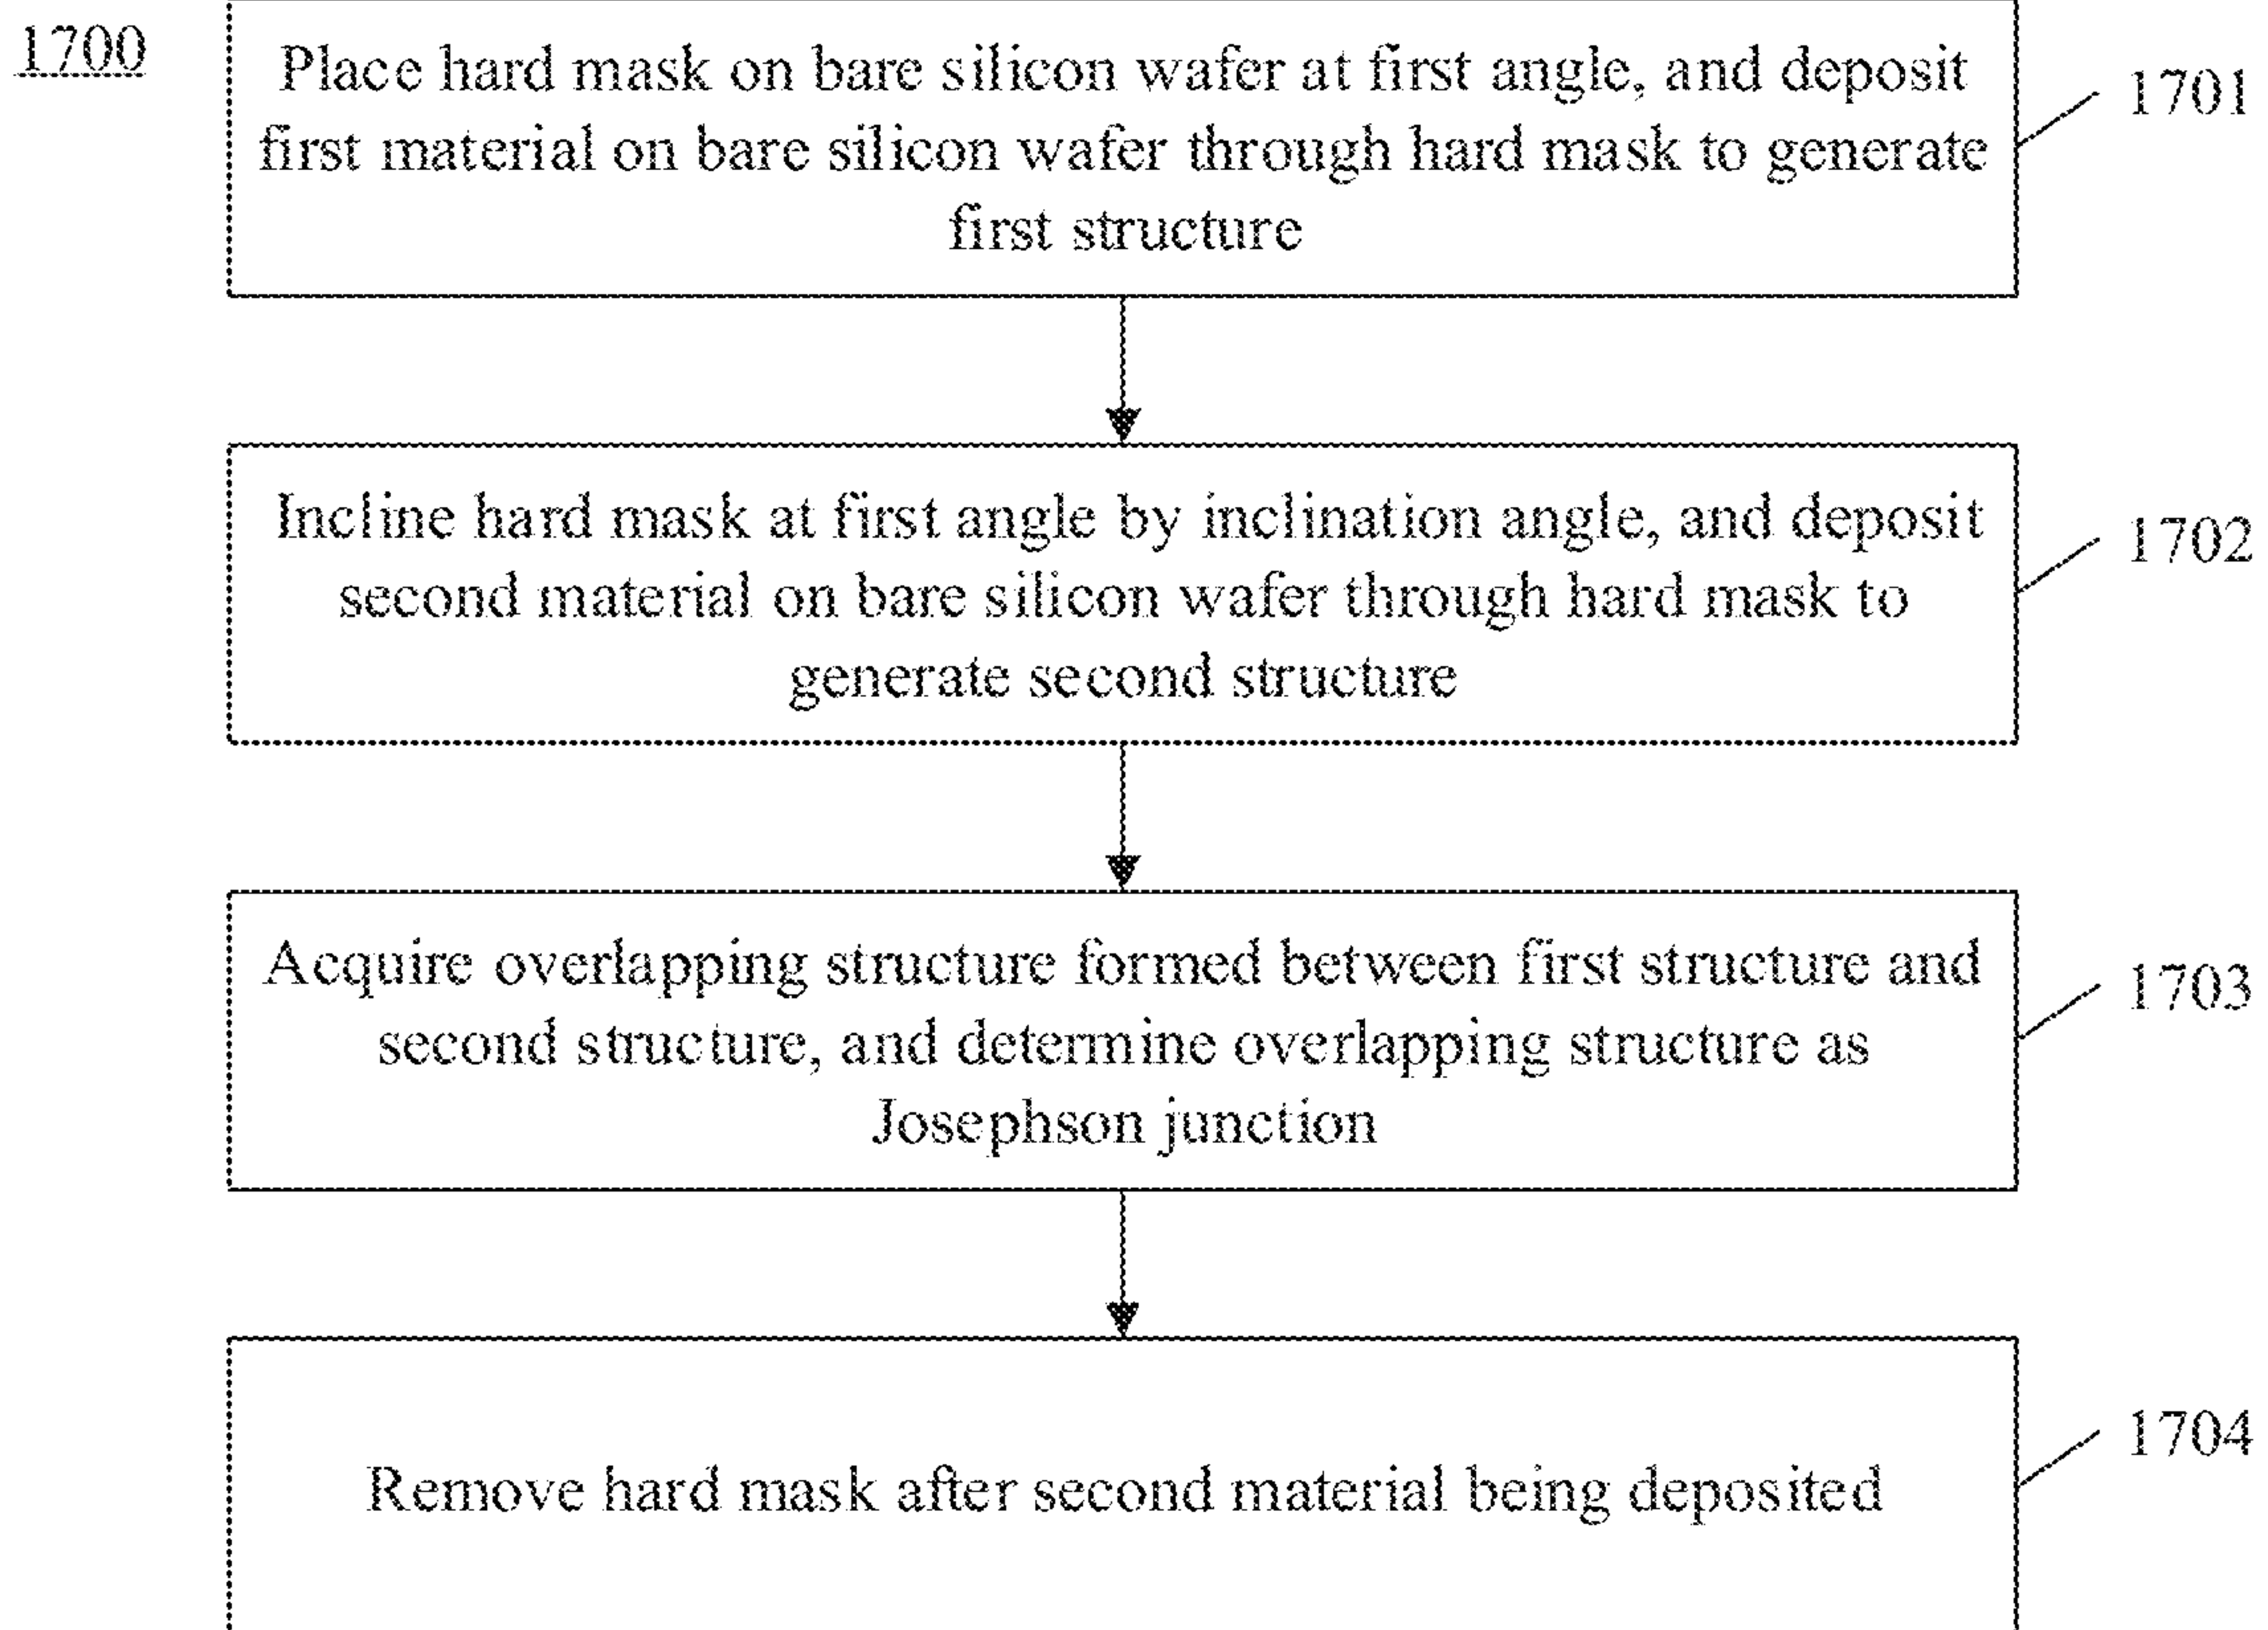 1700
Place hard mask on bare silicon wafer at first angle, and deposit
first material on bare silicon wafer through hard mask to generate
first structure
1701
Incline hard mask at first angle by inclination angle, and deposit
second material on bare silicon wafer through hard mask to
generate second structure
1702
Acquire overlapping structure formed between first structure and
second structure, and determine overlapping structure as
Josephson junction
1703
Remove hard mask after second material being deposited
1704